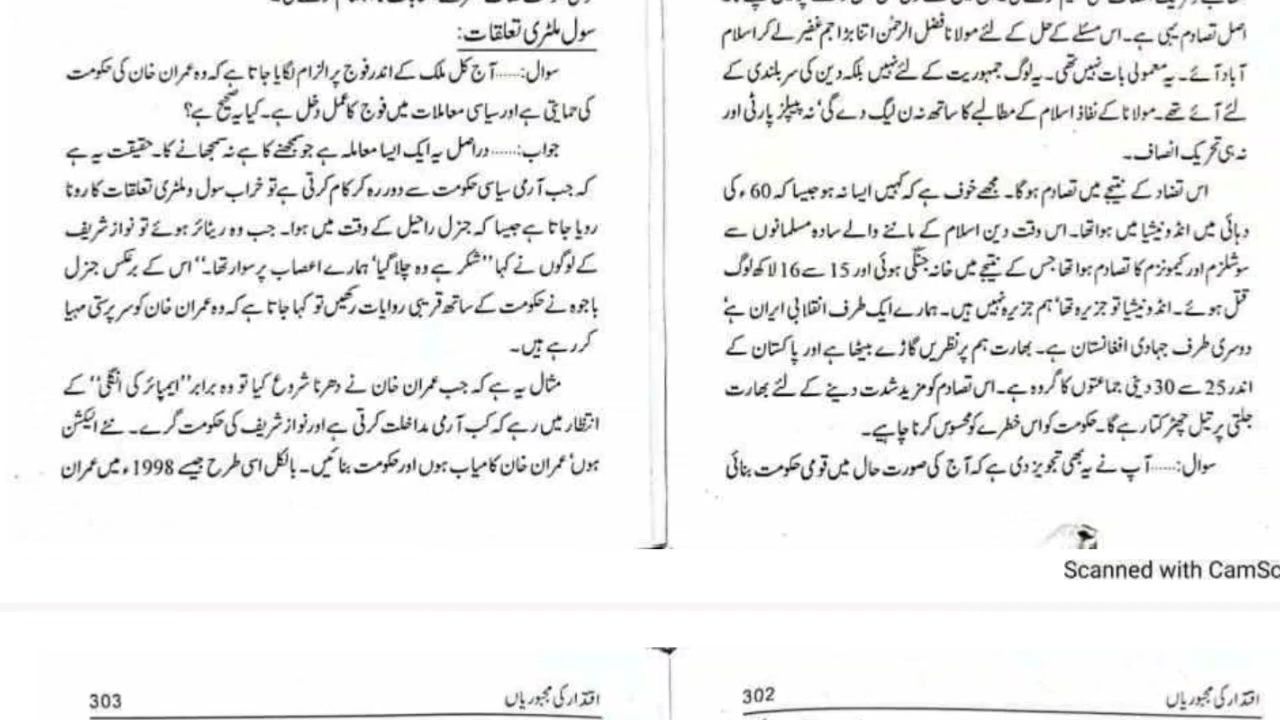 اصل تصادم یہی ہے۔ اس مسئلے کے حل کے لئے مولانا فضل الرحمٰن اتنا بڑا جم غفیر لے کر اسلام
آباد آئے۔ یہ معمولی بات نہیں تھی۔ یہ لوگ جمہوریت کے لئے نہیں بلکہ دین کی سربلندی کے
لئے آئے تھے۔ مولانا کے نفاذ اسلام کے مطالبے کا ساتھ نہ ن لیگ دے گی، نہ پیپلز پارٹی اور
نہ ہی تحریک انصاف۔
اس تضاد کے نتیجے میں تصادم ہوگا۔ مجھے خوف ہے کہ کہیں ایسا نہ ہو جیسا کہ 60ء کی
دہائی میں انڈونیشیا میں ہوا تھا۔ اس وقت دین اسلام کے ماننے والے سادہ مسلمانوں سے
سوشلزم اور کمیونزم کا تصادم ہوا تھا جس کے نتیجے میں خانہ جنگی ہوئی اور 15 سے 16 لاکھ لوگ
قتل ہوئے۔ انڈونیشیا تو جزیرہ تھا، ہم جزیرہ نہیں ہیں۔ ہمارے ایک طرف انقلابی ایران ہے،
دوسری طرف جہادی افغانستان ہے۔ بھارت ہم پر نظریں گاڑے بیٹھا ہے اور پاکستان کے
اندر 25 سے 30 دینی جماعتوں کا گروہ ہے۔ اس تصادم کو مزید شدت دینے کے لئے بھارت
جلتی پر تیل چھڑکتا رہے گا۔ حکومت کو اس خطرے کو محسوس کرنا چاہیے۔
سوال:......آپ نے یہ بھی تجویز دی ہے کہ آج کی صورت حال میں قومی حکومت بنائی
سول ملٹری تعلقات:
سوال:......آج کل ملک کے اندر فوج پر الزام لگایا جاتا ہے کہ وہ عمران خان کی حکومت
کی حمایتی ہے اور سیاسی معاملات میں فوج کا عمل دخل ہے۔ کیا یہ صحیح ہے؟
جواب:......دراصل یہ ایک ایسا معاملہ ہے جو سمجھنے کا ہے نہ سمجھانے کا۔ حقیقت یہ ہے
کہ جب آرمی سیاسی حکومت سے دور رہ کر کام کرتی ہے تو خراب سول و ملٹری تعلقات کا رونا
رویا جاتا ہے جیسا کہ جنرل راحیل کے وقت میں ہوا۔ جب وہ ریٹائر ہوئے تو نواز شریف
کے لوگوں نے کہا "شکر ہے وہ چلا گیا، ہمارے اعصاب پر سوار تھا۔" اس کے برعکس جنرل
باجوہ نے حکومت کے ساتھ قریبی روایات رکھیں تو کہا جاتا ہے کہ وہ عمران خان کو سرپرستی مہیا
کر رہے ہیں۔
مثال یہ ہے کہ جب عمران خان نے دھرنا شروع کیا تو وہ برابر "ایمپائر کی انگلی" کے
انتظار میں رہے کہ کب آرمی مداخلت کرتی ہے اور نواز شریف کی حکومت گرے۔ نئے الیکشن
ہوں، عمران خان کامیاب ہوں اور حکومت بنائیں۔ بالکل اسی طرح جیسے 1998ء میں عمران
Scanned with CamSc
اقتدار کی مجبوریاں 302
اقتدار کی مجبوریاں 303